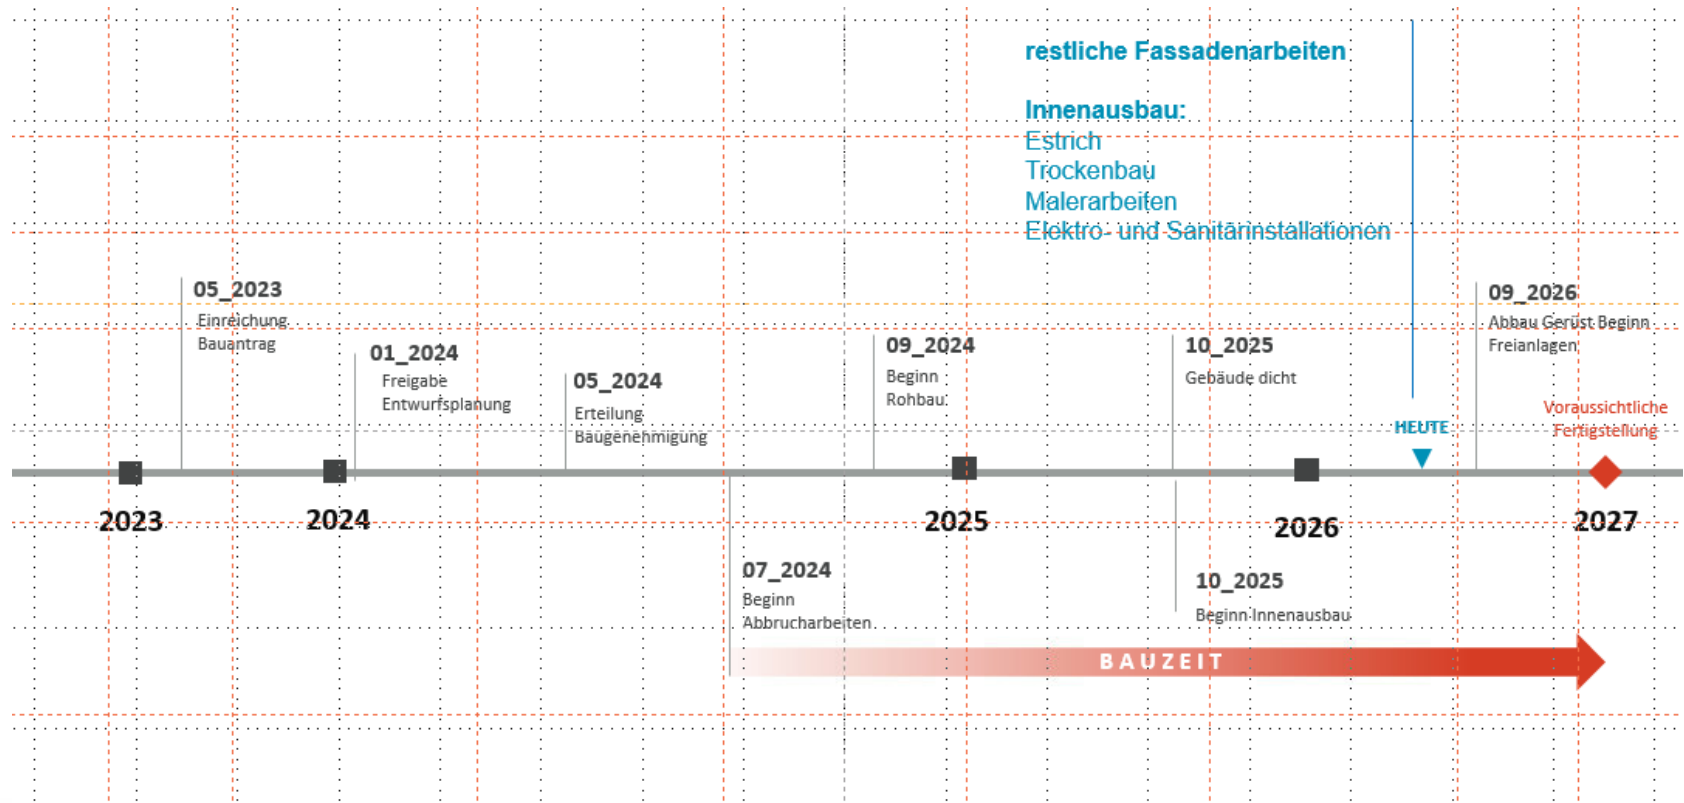 restliche Fassadenarbeiten
Innenausbau:
Estrich
Trockenbau
Malerarbeiten
Elektro- und Sanitärinstallationen
05_2023
Einreichung
Bauantrag
01_2024
Freigabe
Entwurfsplanung
05_2024
Erteilung
Baugenehmigung
09_2024
Beginn
Rohbau
10_2025
Gebäude dicht
HEUTE
09_2026
Abbau Gerüst Beginn
Freianlagen
Voraussichtliche
Fertigstellung
2023
2024
2025
2026
2027
07_2024
Beginn
Abbrucharbeiten
10_2025
Beginn Innenausbau
BAUZEIT